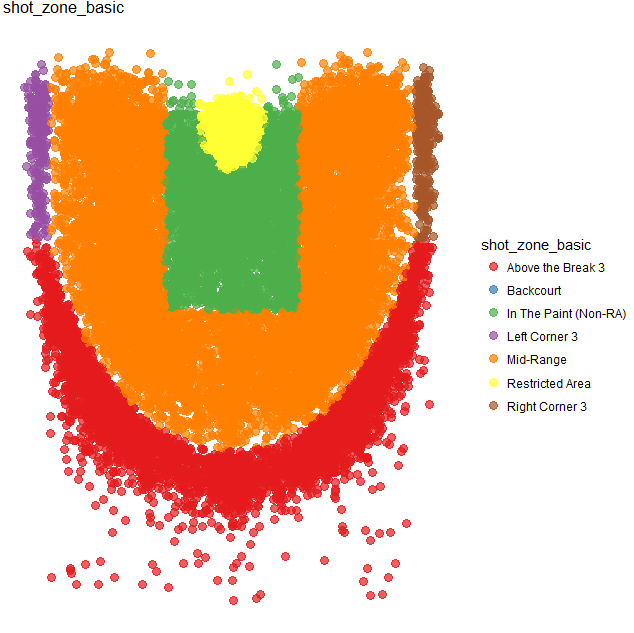 shot_zone_basic
shot_zone_basic
Above the Break 3
Backcourt
In The Paint (Non-RA)
Left Corner 3
Mid-Range
Restricted Area
Right Corner 3